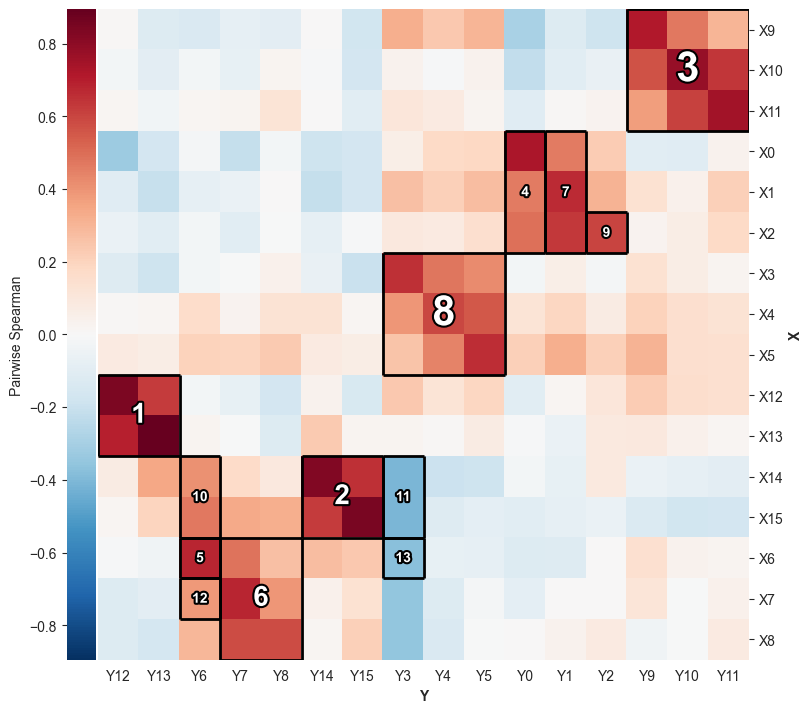 0.8
0.6
0.4
0.2
0.0
−0.2
−0.4
−0.6
−0.8
Pairwise Spearman
3
4
7
9
8
1
10
2
11
5
13
12
6
X9
X10
X11
X0
X1
X2
X3
X4
X5
X12
X13
X14
X15
X6
X7
X8
X
Y12 Y13 Y6 Y7 Y8 Y14 Y15 Y3 Y4 Y5 Y0 Y1 Y2 Y9 Y10 Y11
Y